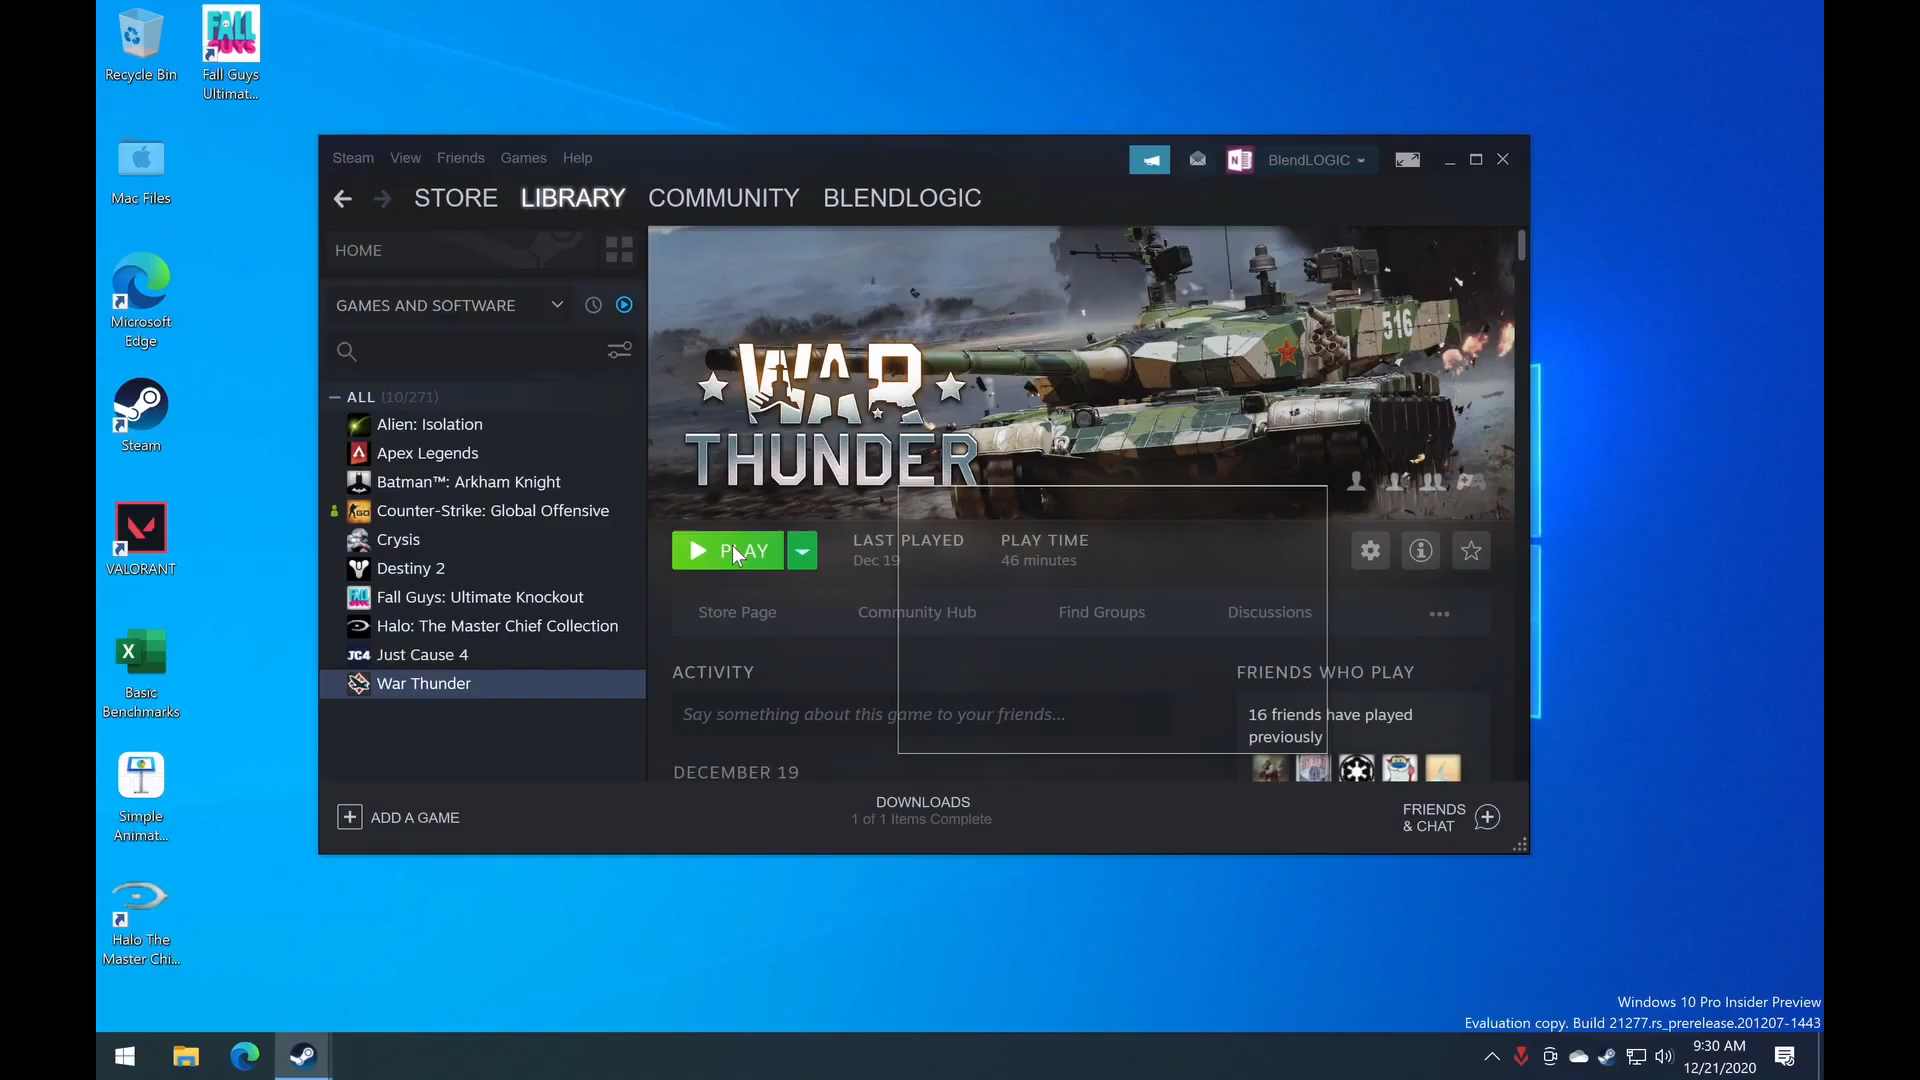 Recycle Bin
FALL GUYS
Fall Guys
Ultimat...
Mac Files
Microsoft
Edge
Steam
VALORANT
X
Basic
Benchmarks
Simple
Animat...
Halo The
Master Chi...
Steam View Friends Games Help
N
BlendLOGIC
STORE LIBRARY COMMUNITY BLENDLOGIC
HOME
GAMES AND SOFTWARE
ALL (10/271)
Alien: Isolation
Apex Legends
Batman™: Arkham Knight
GO
Counter-Strike: Global Offensive
Crysis
Destiny 2
FALL GUYS
Fall Guys: Ultimate Knockout
Halo: The Master Chief Collection
JC4
Just Cause 4
War Thunder
516
WAR
THUNDER
PLAY
LAST PLAYED
Dec 19
PLAY TIME
46 minutes
Store Page Community Hub Find Groups Discussions
ACTIVITY
Say something about this game to your friends...
DECEMBER 19
FRIENDS WHO PLAY
16 friends have played
previously
ADD A GAME
DOWNLOADS
1 of 1 Items Complete
FRIENDS
& CHAT
Windows 10 Pro Insider Preview
Evaluation copy. Build 21277.rs_prerelease.201207-1443
9:30 AM
12/21/2020